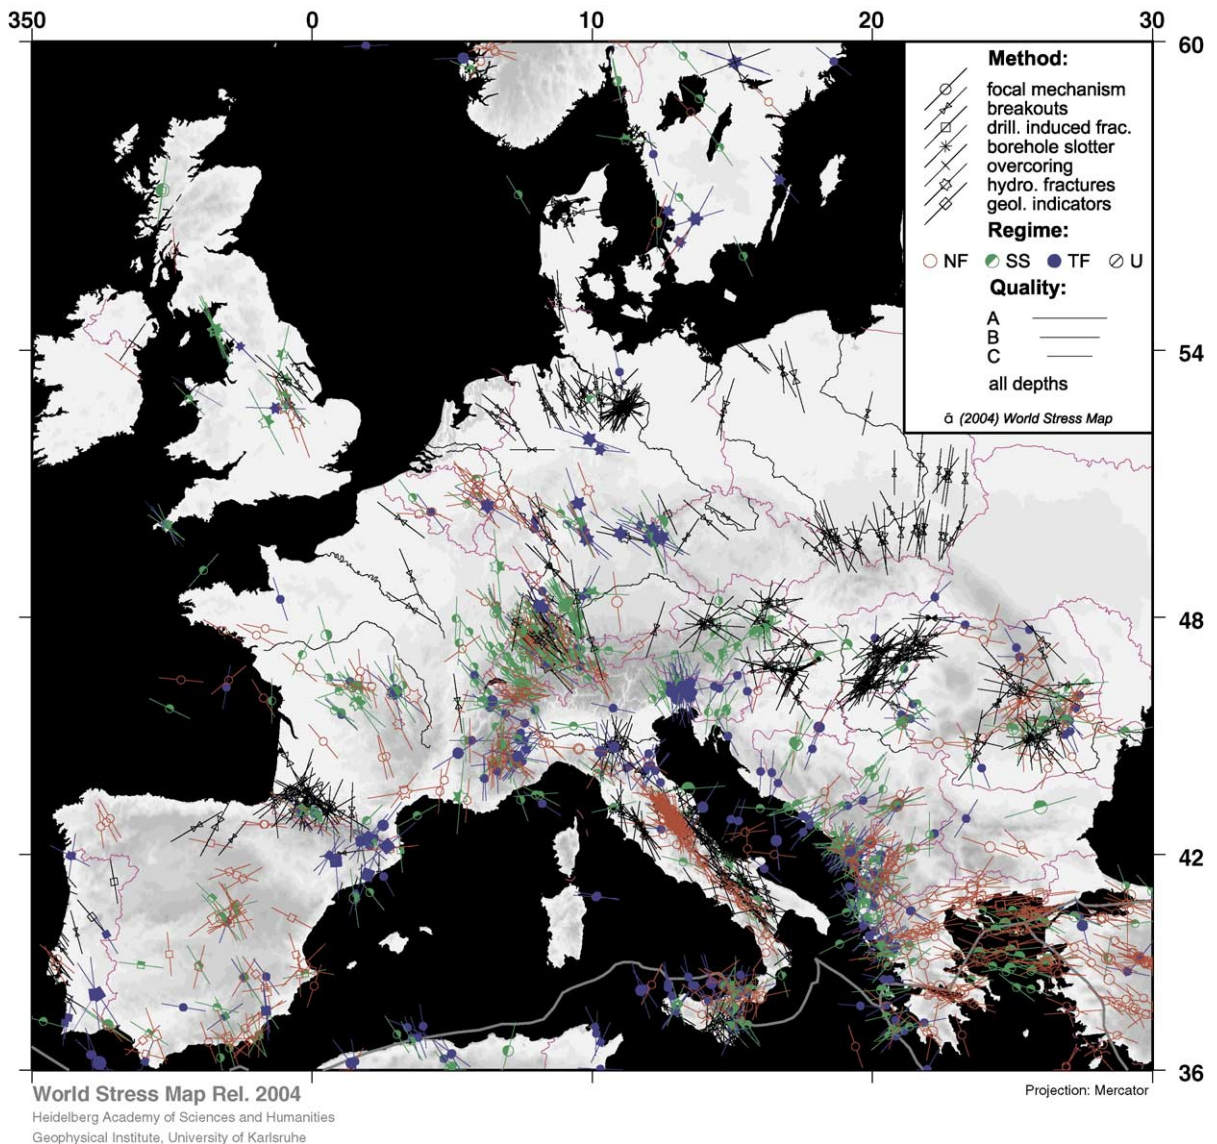 350 0 10 20 30
60
54
48
42
36
Method:
focal mechanism
breakouts
drill. induced frac.
borehole slotter
overcoring
hydro. fractures
geol. indicators
Regime:
NF SS TF U
Quality:
A
B
C
all depths
ā (2004) World Stress Map
World Stress Map Rel. 2004
Projection: Mercator
Heidelberg Academy of Sciences and Humanities
Geophysical Institute, University of Karlsruhe